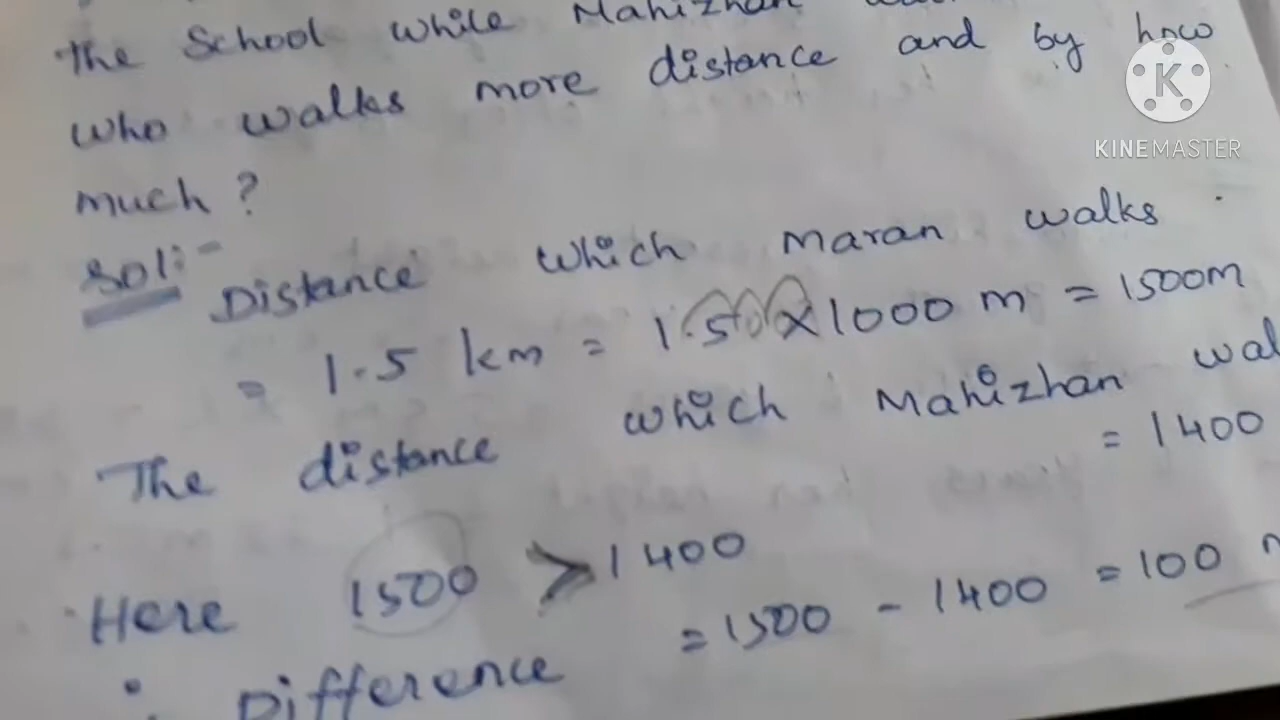 The School while Mahizhan
who walks more distance and by how
much?
Sol:-
Distance which Maran walks
= 1.5 km = 1.5 × 1000 m = 1500m
The distance which Mahizhan
= 1400
Here 1500 > 1400
∴ Difference = 1500 - 1400 = 100
K
KINEMASTER